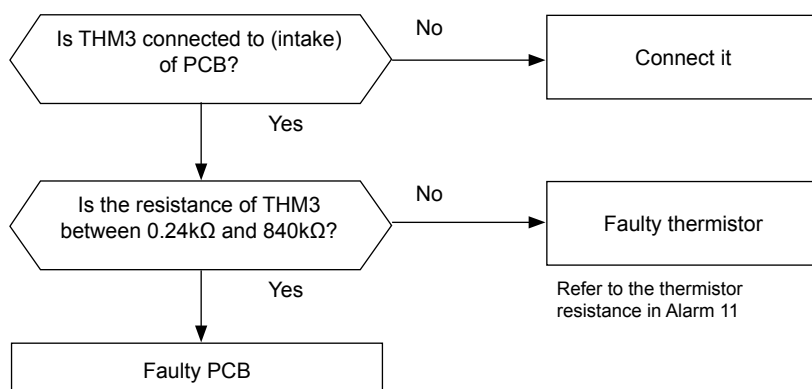 Is THM3 connected to (intake)
of PCB?
No
Connect it
Yes
Is the resistance of THM3
between 0.24kΩ and 840kΩ?
No
Faulty thermistor
Refer to the thermistor
resistance in Alarm 11
Yes
Faulty PCB